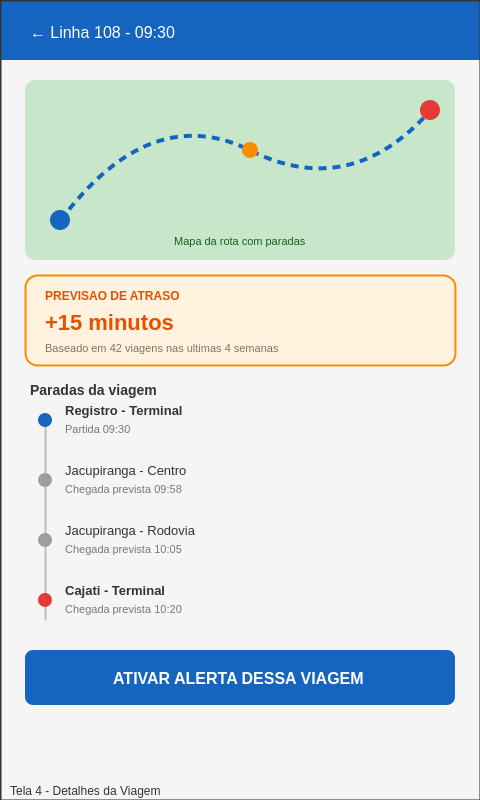 ← Linha 108 - 09:30
Mapa da rota com paradas
PREVISAO DE ATRASO
+15 minutos
Baseado em 42 viagens nas ultimas 4 semanas
Paradas da viagem
Registro - Terminal
Partida 09:30
Jacupiranga - Centro
Chegada prevista 09:58
Jacupiranga - Rodovia
Chegada prevista 10:05
Cajati - Terminal
Chegada prevista 10:20
ATIVAR ALERTA DESSA VIAGEM
Tela 4 - Detalhes da Viagem